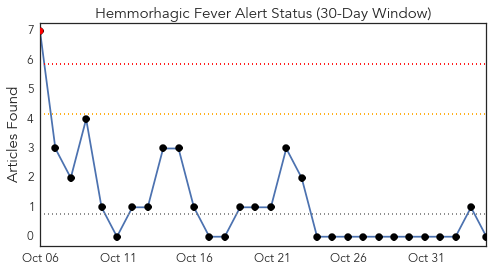 Hemmorhagic Fever Alert Status (30-Day Window)
Articles Found
7
6
5
4
3
2
1
0
Oct 06
Oct 11
Oct 16
Oct 21
Oct 26
Oct 31